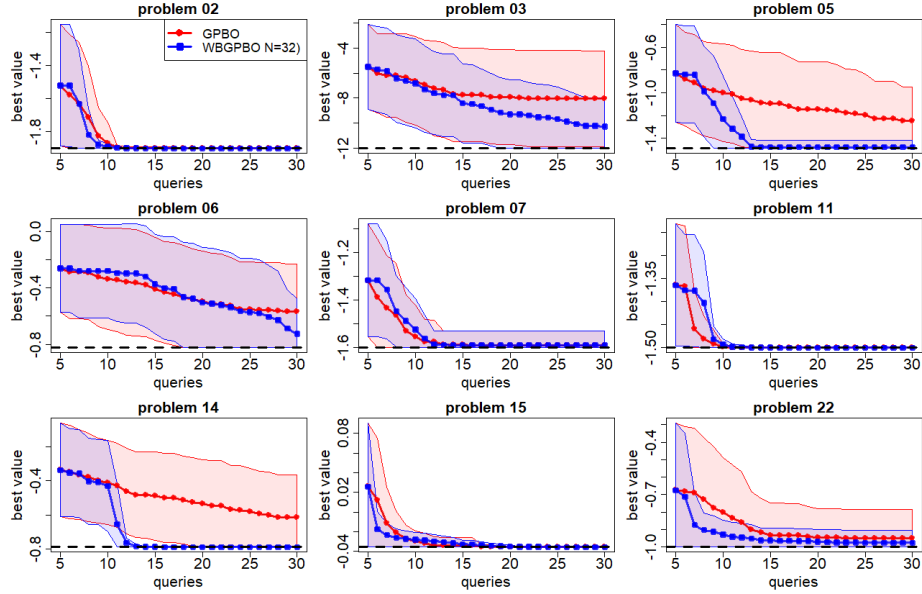 problem 02
problem 03
problem 05
GPBO
WBGPBO N=32)
best value
-1.4
-1.8
5 10 15 20 25 30
queries
best value
-4
-8
-12
5 10 15 20 25 30
queries
best value
-0.6
-1.0
-1.4
5 10 15 20 25 30
queries
problem 06
problem 07
problem 11
best value
0.0
-0.4
-0.8
5 10 15 20 25 30
queries
best value
-1.2
-1.4
-1.6
5 10 15 20 25 30
queries
best value
-1.35
-1.50
5 10 15 20 25 30
queries
problem 14
problem 15
problem 22
best value
-0.4
-0.8
5 10 15 20 25 30
queries
best value
0.08
0.02
-0.04
5 10 15 20 25 30
queries
best value
-0.4
-0.7
-1.0
5 10 15 20 25 30
queries